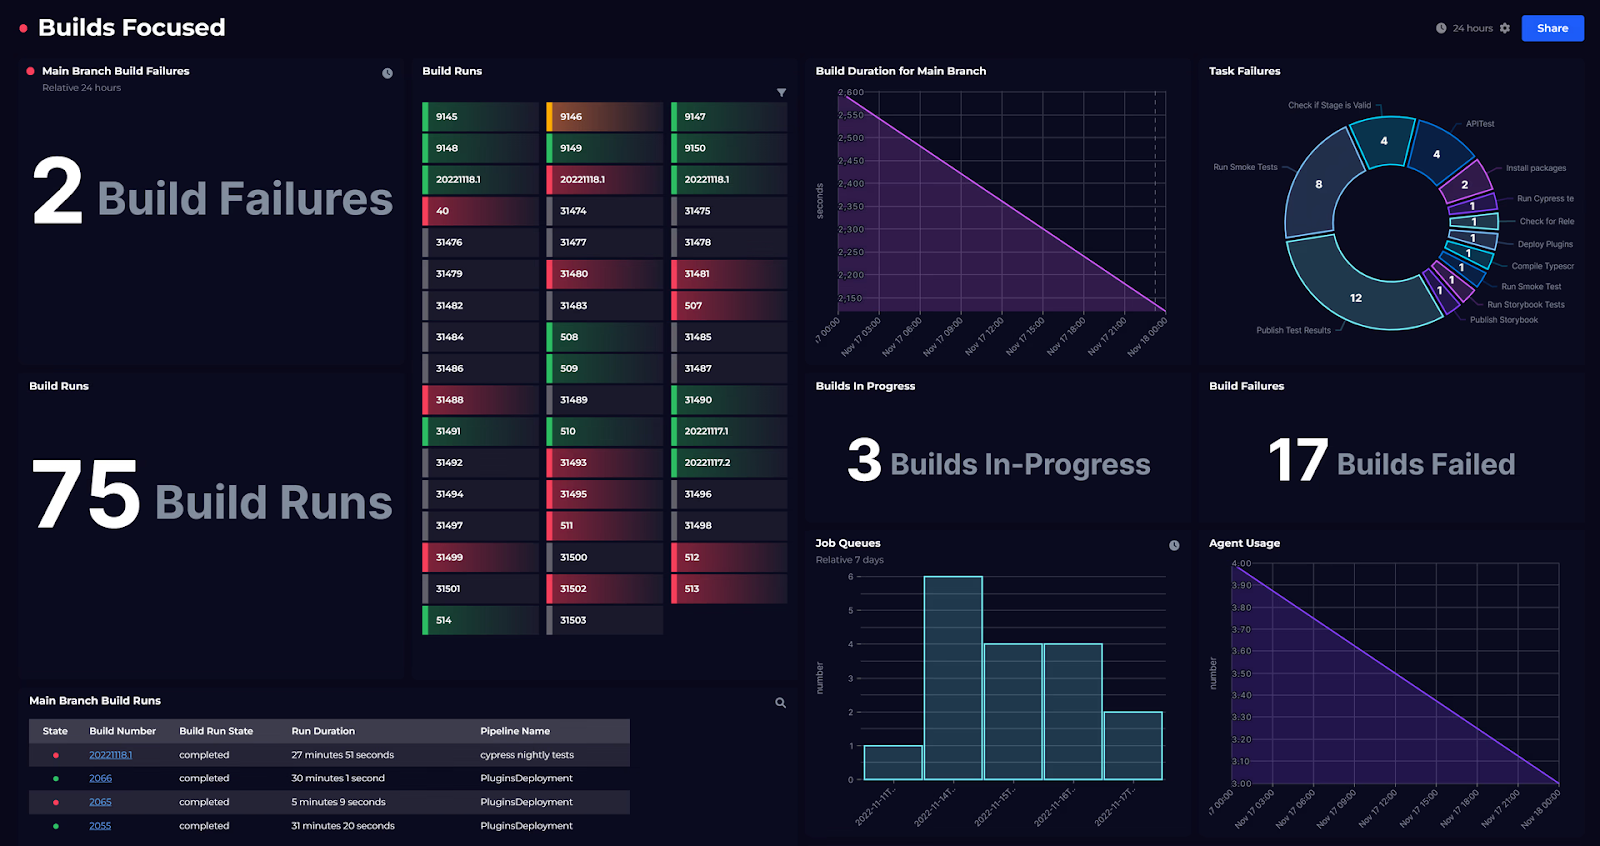 Builds Focused
24 hours
Share
Main Branch Build Failures
Relative 24 hours
2 Build Failures
Build Runs
75 Build Runs
Build Runs
9145 9146 9147
9148 9149 9150
20221118.1 20221118.1 20221118.1
40 31474 31475
31476 31477 31478
31479 31480 31481
31482 31483 507
31484 508 31485
31486 509 31487
31488 31489 31490
31491 510 20221117.1
31492 31493 20221117.2
31494 31495 31496
31497 511 31498
31499 31500 512
31501 31502 513
514 31503
Build Duration for Main Branch
seconds
2,600
2,550
2,500
2,450
2,400
2,350
2,300
2,250
2,200
2,150
17 00:00
Nov 17 03:00
Nov 17 06:00
Nov 17 09:00
Nov 17 12:00
Nov 17 15:00
Nov 17 18:00
Nov 17 21:00
Nov 18 00:00
Task Failures
Check if Stage is Valid
APITest
Install packages
Run Cypress te
Check for Rele
Deploy Plugins
Compile Typescr
Run Smoke Test
Run Storybook Tests
Publish Storybook
Publish Test Results
Run Smoke Tests
4
4
2
1
1
1
1
1
1
1
12
8
Builds In Progress
3 Builds In-Progress
Build Failures
17 Builds Failed
Job Queues
Relative 7 days
number
6
5
4
3
2
1
0
2022-11-11T..
2022-11-14T..
2022-11-15T..
2022-11-16T..
2022-11-17T..
Agent Usage
number
4.00
3.90
3.80
3.70
3.60
3.50
3.40
3.30
3.20
3.10
3.00
17 00:00
Nov 17 03:00
Nov 17 06:00
Nov 17 09:00
Nov 17 12:00
Nov 17 15:00
Nov 17 18:00
Nov 17 21:00
Nov 18 00:00
Main Branch Build Runs
State Build Number Build Run State Run Duration Pipeline Name
20221118.1 completed 27 minutes 51 seconds cypress nightly tests
2066 completed 30 minutes 1 second PluginsDeployment
2065 completed 5 minutes 9 seconds PluginsDeployment
2055 completed 31 minutes 20 seconds PluginsDeployment